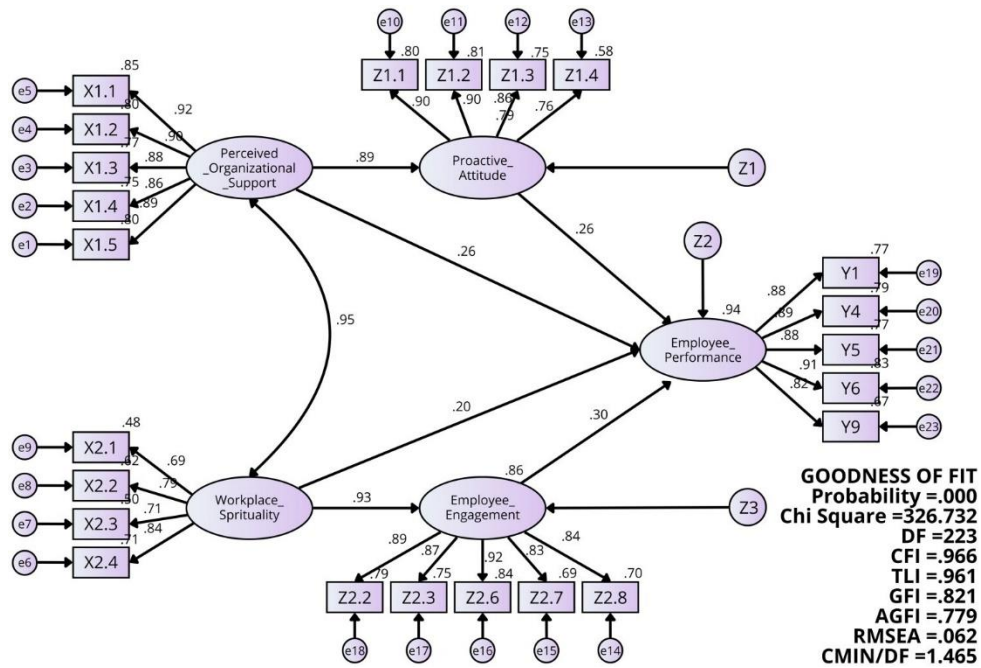 e10
e11
e12
e13
.80
.81
.75
.58
Z1.1
Z1.2
Z1.3
Z1.4
.90
.90
.86
.79
.76
.85
e5
X1.1
.92
.80
e4
X1.2
.90
.77
e3
X1.3
.88
.75
e2
X1.4
.86
.89
.80
e1
X1.5
Perceived
_Organizational
_Support
.89
Proactive_
Attitude
Z1
.26
.26
Z2
.95
.94
Employee_
Performance
.77
.88
Y1
e19
.79
.89
Y4
e20
.77
.88
Y5
e21
.83
.91
Y6
e22
.67
.82
Y9
e23
.20
.30
.48
e9
X2.1
.69
.62
e8
X2.2
.79
.50
e7
X2.3
.71
.84
.71
e6
X2.4
Workplace_
Sprituality
.93
.86
Employee_
Engagement
Z3
.89
.87
.92
.83
.84
.79
.75
.84
.69
.70
Z2.2
Z2.3
Z2.6
Z2.7
Z2.8
e18
e17
e16
e15
e14
GOODNESS OF FIT
Probability =.000
Chi Square =326.732
DF =223
CFI =.966
TLI =.961
GFI =.821
AGFI =.779
RMSEA =.062
CMIN/DF =1.465